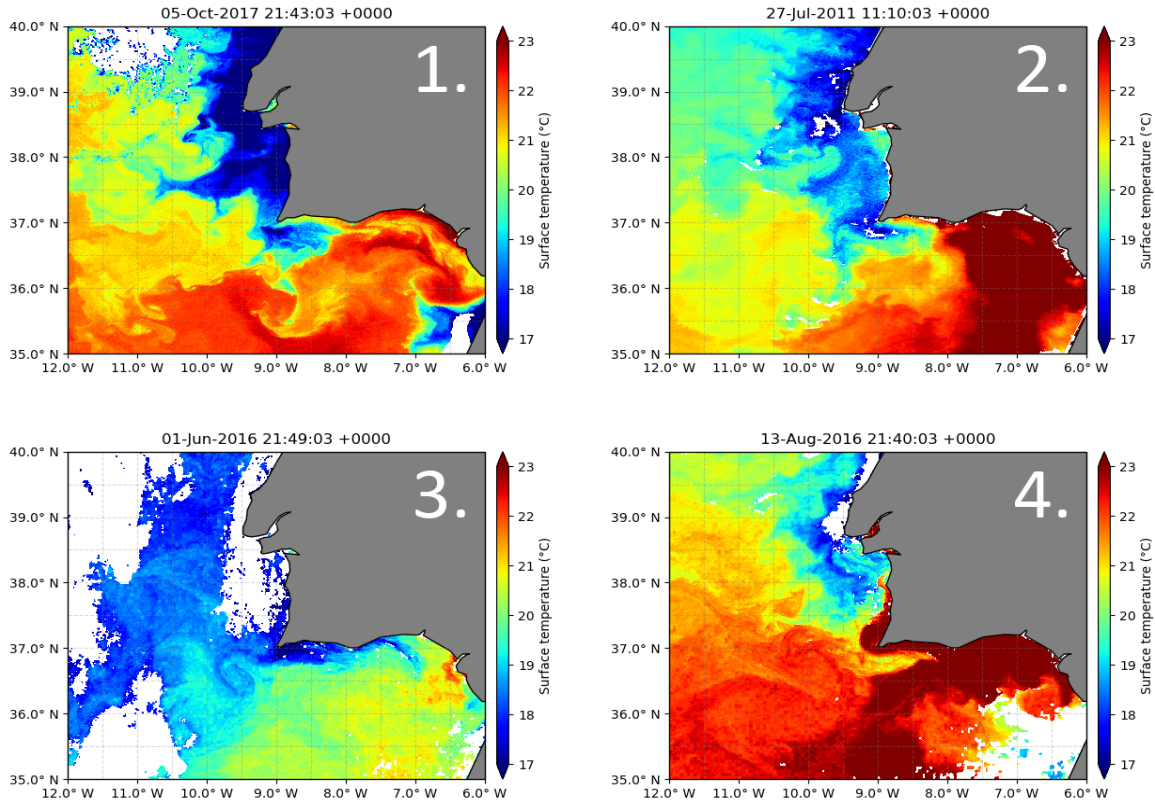 05-Oct-2017 21:43:03 +0000
40.0° N
39.0° N
38.0° N
37.0° N
36.0° N
35.0° N
12.0° W 11.0° W 10.0° W 9.0° W 8.0° W 7.0° W 6.0° W
1.
23
22
21
20
19
18
17
Surface temperature (°C)
27-Jul-2011 11:10:03 +0000
40.0° N
39.0° N
38.0° N
37.0° N
36.0° N
35.0° N
12.0° W 11.0° W 10.0° W 9.0° W 8.0° W 7.0° W 6.0° W
2.
23
22
21
20
19
18
17
Surface temperature (°C)
01-Jun-2016 21:49:03 +0000
40.0° N
39.0° N
38.0° N
37.0° N
36.0° N
35.0° N
12.0° W 11.0° W 10.0° W 9.0° W 8.0° W 7.0° W 6.0° W
3.
23
22
21
20
19
18
17
Surface temperature (°C)
13-Aug-2016 21:40:03 +0000
40.0° N
39.0° N
38.0° N
37.0° N
36.0° N
35.0° N
12.0° W 11.0° W 10.0° W 9.0° W 8.0° W 7.0° W 6.0° W
4.
23
22
21
20
19
18
17
Surface temperature (°C)